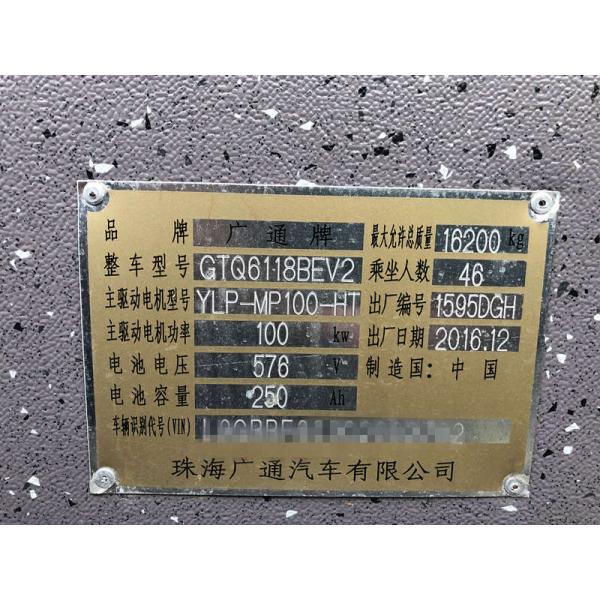 品牌 广通牌 最大允许总质量 16200 kg
整车型号 GTQ6118BEV2 乘坐人数 46
主驱动电机型号 YLP-MP100-HT 出厂编号 1595DGH
主驱动电机功率 100 kw 出厂日期 2016.12
电池电压 576 V 制造国：中国
电池容量 250 Ah
车辆识别代号(VIN)
珠海广通汽车有限公司